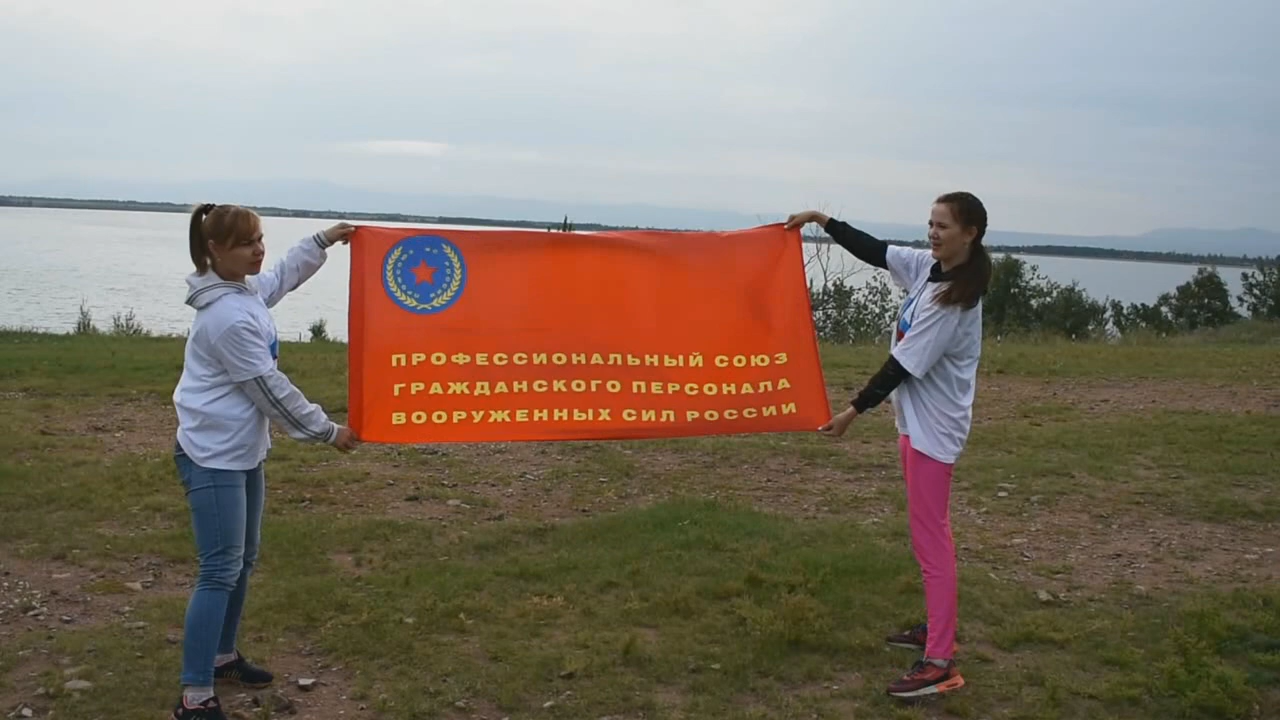 ПРОФЕССИОНАЛЬНЫЙ СОЮЗ
ГРАЖДАНСКОГО ПЕРСОНАЛА
ВООРУЖЕННЫХ СИЛ РОССИИ